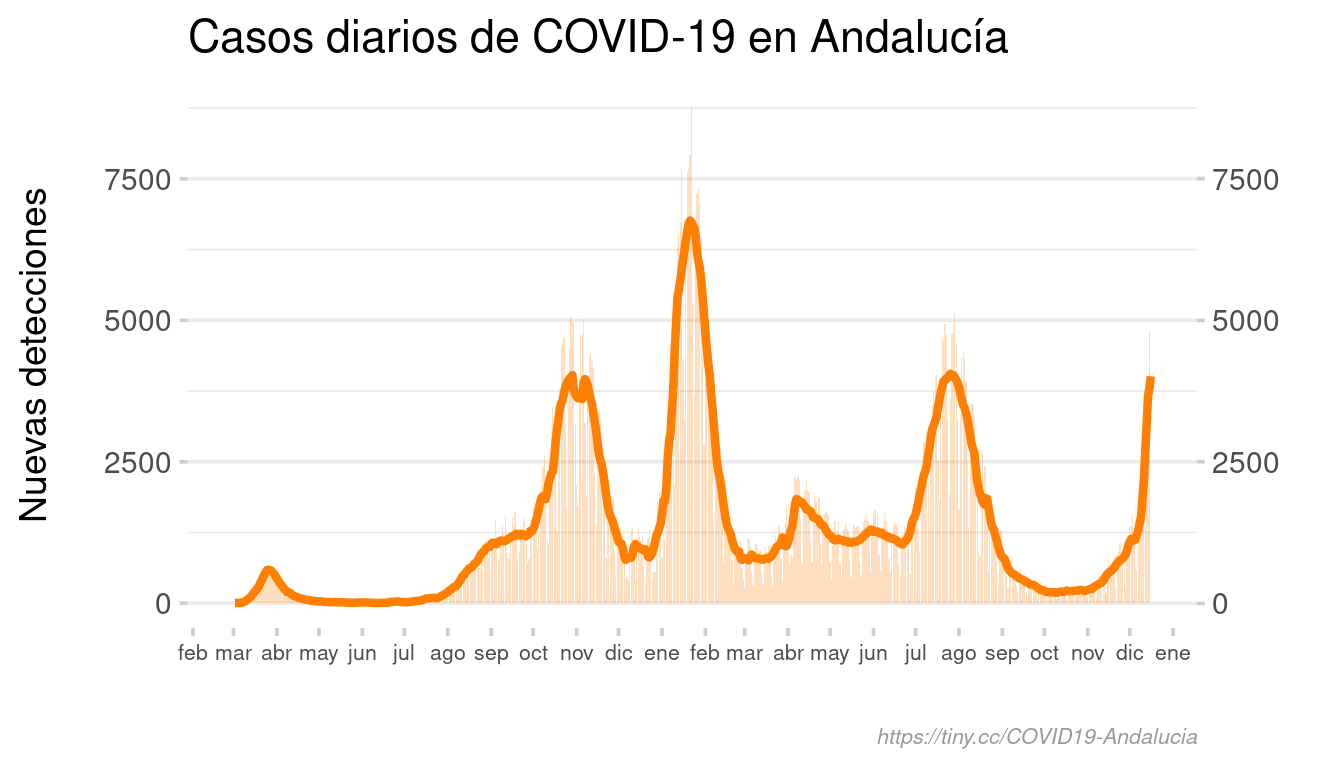 Casos diarios de COVID-19 en Andalucía
Nuevas detecciones
7500 7500
5000 5000
2500 2500
0 0
feb mar abr may jun jul ago sep oct nov dic ene feb mar abr may jun jul ago sep oct nov dic ene
https://tiny.cc/COVID19-Andalucia